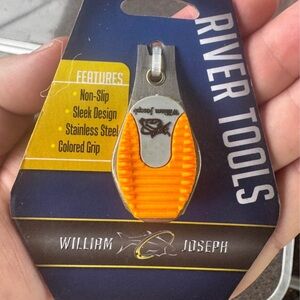 RIVER TOOLS
FEATURES
• Non-Slip
Sleek Design
• Stainless Steel
Colored Grip
William Joseph
WILLIAM JOSEPH